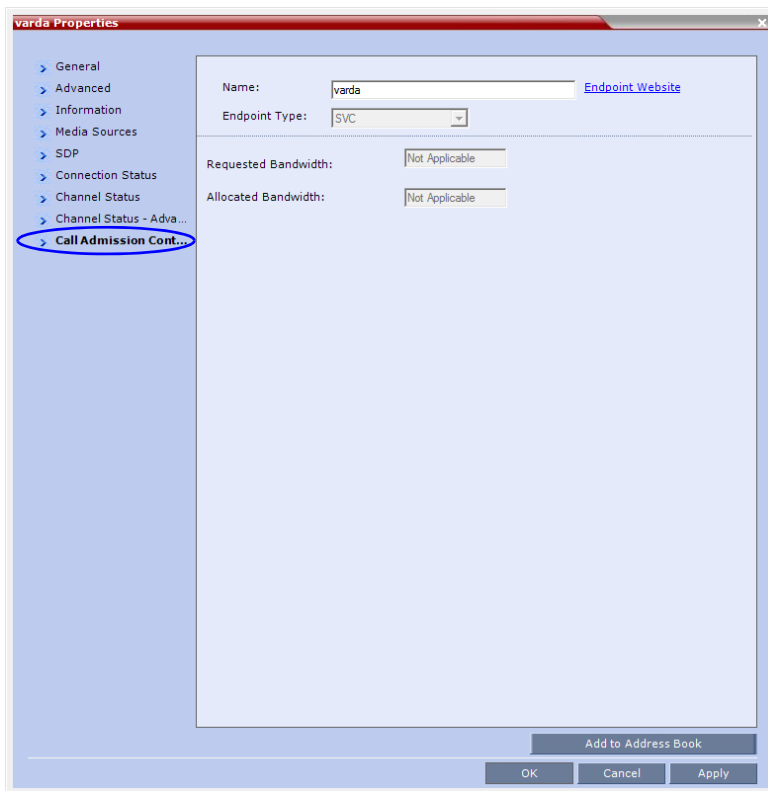 varda Properties
General
Advanced
Information
Media Sources
SDP
Connection Status
Channel Status
Channel Status - Adva...
Call Admission Cont...
Name: varda Endpoint Website
Endpoint Type: SVC
Requested Bandwidth: Not Applicable
Allocated Bandwidth: Not Applicable
Add to Address Book
OK Cancel Apply